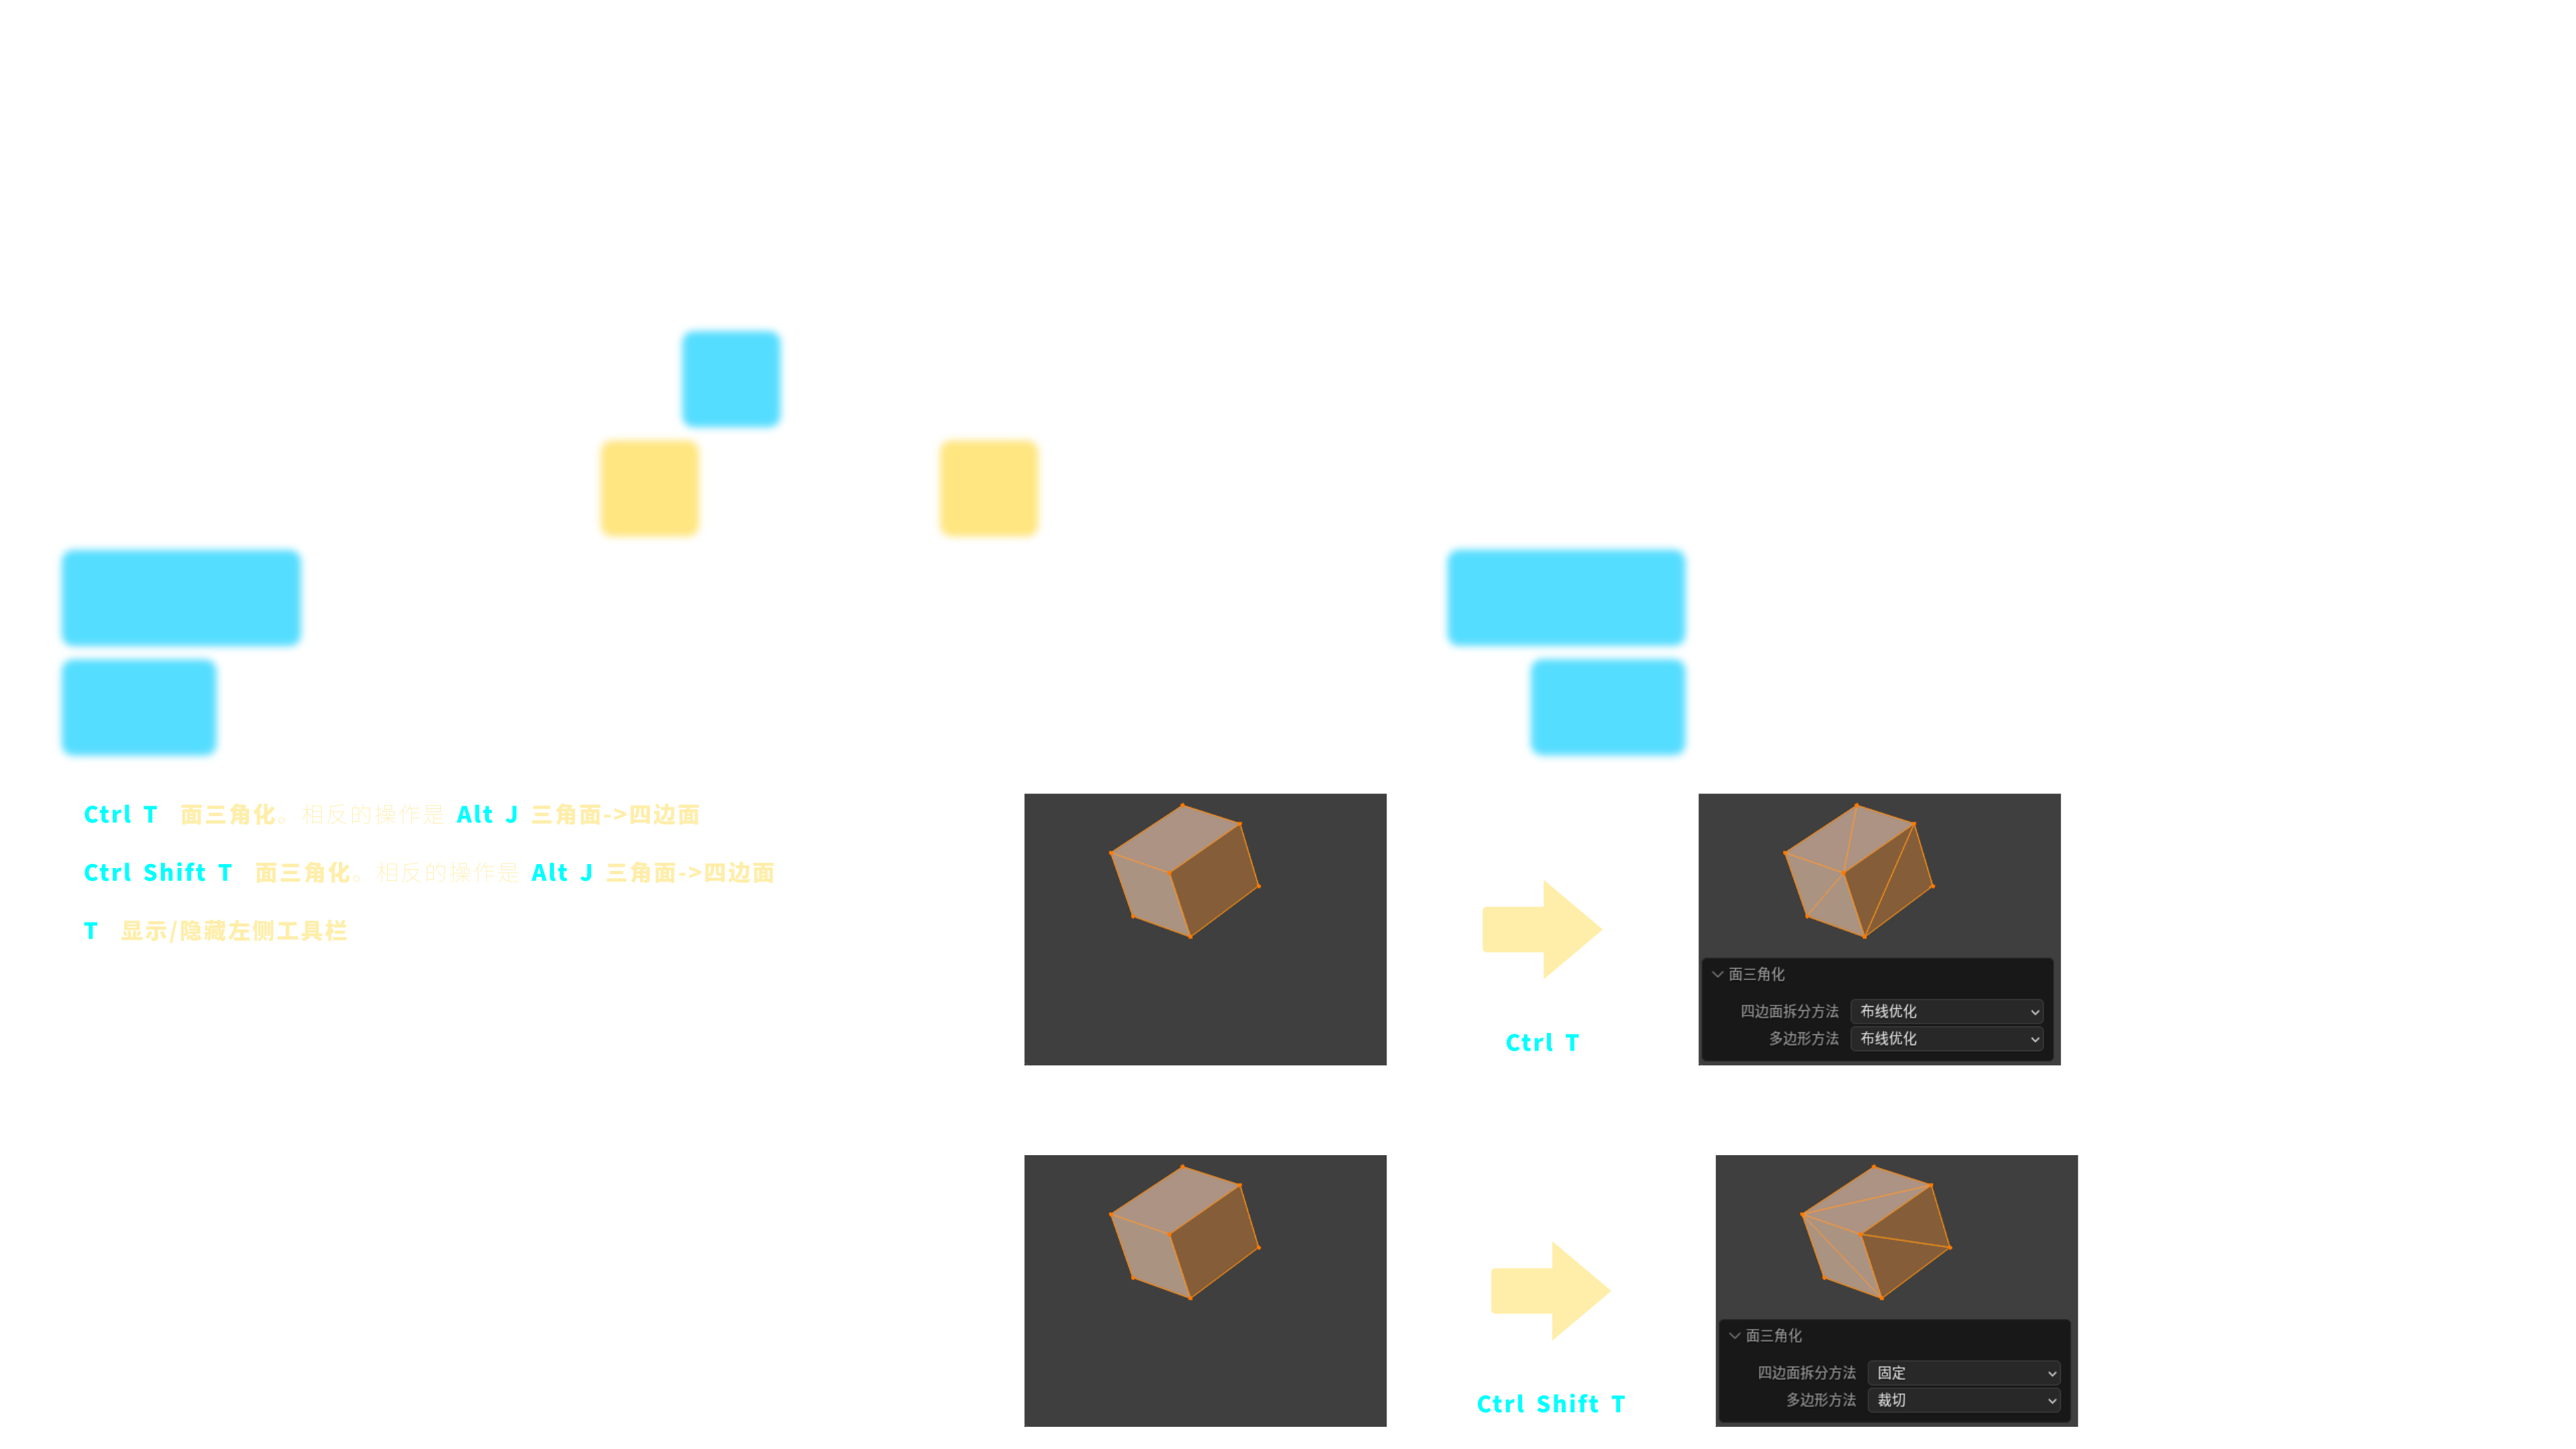 Ctrl T 面三角化。相反的操作是 Alt J 三角面->四边面
Ctrl Shift T 面三角化。相反的操作是 Alt J 三角面->四边面
T 显示/隐藏左侧工具栏
面三角化
四边面拆分方法 布线优化
多边形方法 布线优化
Ctrl T
面三角化
四边面拆分方法 固定
多边形方法 裁切
Ctrl Shift T